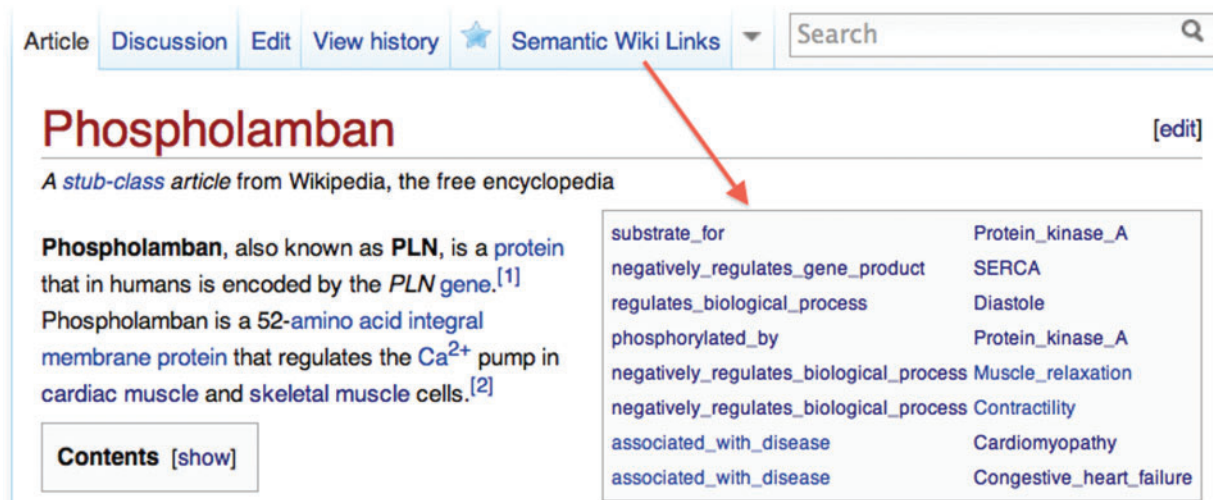 Article Discussion Edit View history Semantic Wiki Links Search
Phospholamban [edit]
A stub-class article from Wikipedia, the free encyclopedia
Phospholamban, also known as PLN, is a protein
that in humans is encoded by the PLN gene.[1]
Phospholamban is a 52-amino acid integral
membrane protein that regulates the Ca2+ pump in
cardiac muscle and skeletal muscle cells.[2]
Contents [show]
substrate_for Protein_kinase_A
negatively_regulates_gene_product SERCA
regulates_biological_process Diastole
phosphorylated_by Protein_kinase_A
negatively_regulates_biological_process Muscle_relaxation
negatively_regulates_biological_process Contractility
associated_with_disease Cardiomyopathy
associated_with_disease Congestive_heart_failure